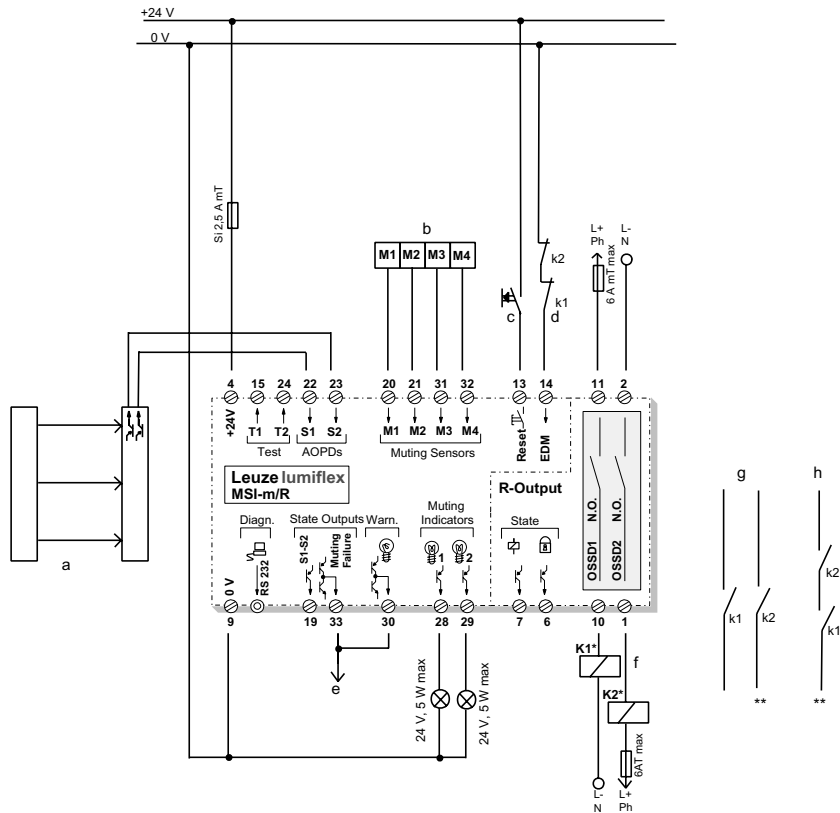 +24 V
0 V
Si 2,5 A mT
b
M1 M2 M3 M4
c
k2
k1
d
L+
Ph
6 A mT max
L-
N
4 15 24 22 23 20 21 31 32 13 14 11 2
+24V
T1 T2 S1 S2
Test AOPDs
M1 M2 M3 M4
Muting Sensors
Reset
EDM
Leuze lumiflex
MSI-m/R
R-Output
OSSD1 N.O.
OSSD2 N.O.
Diagn. State Outputs Warn.
Muting
Indicators
State
0 V
RS 232
S1-S2
Muting
Failure
1 2
9 19 33 30 28 29 7 6 10 1
a
e
24 V, 5 W max
24 V, 5 W max
K1*
f
K2*
6AT max
L-
N
L+
Ph
g
k1 k2
**
h
k2
k1
**